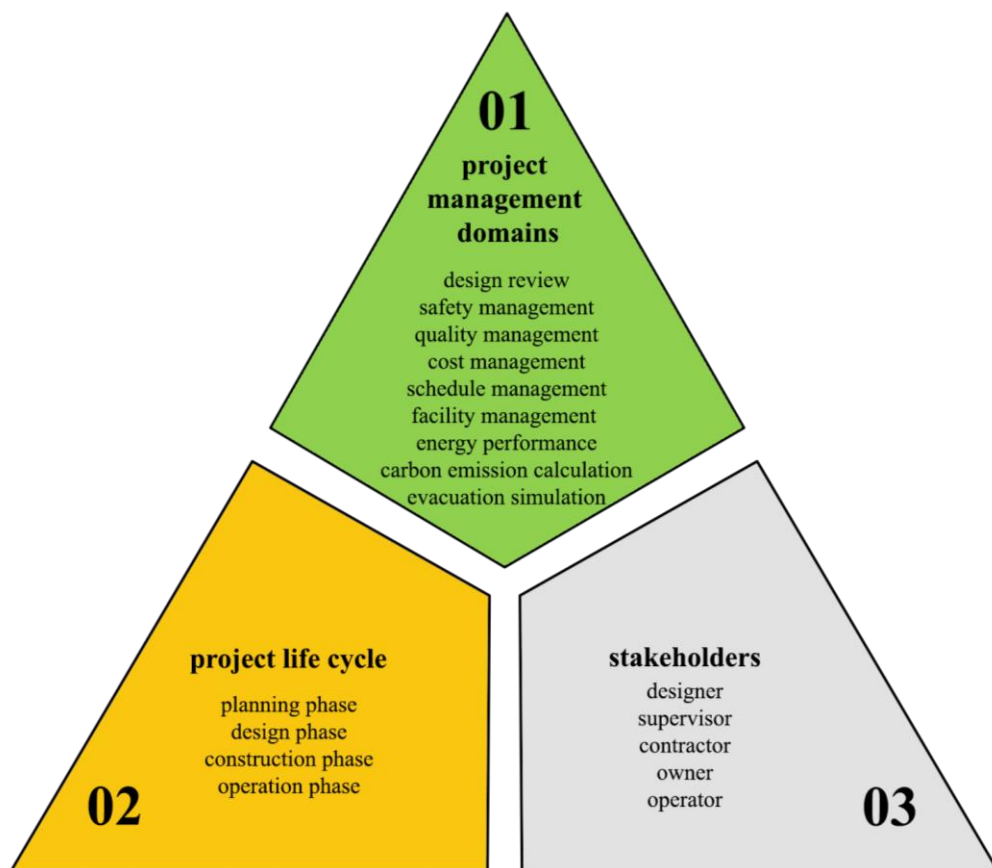 01
project
management
domains
design review
safety management
quality management
cost management
schedule management
facility management
energy performance
carbon emission calculation
evacuation simulation
project life cycle
planning phase
design phase
construction phase
operation phase
02
stakeholders
designer
supervisor
contractor
owner
operator
03